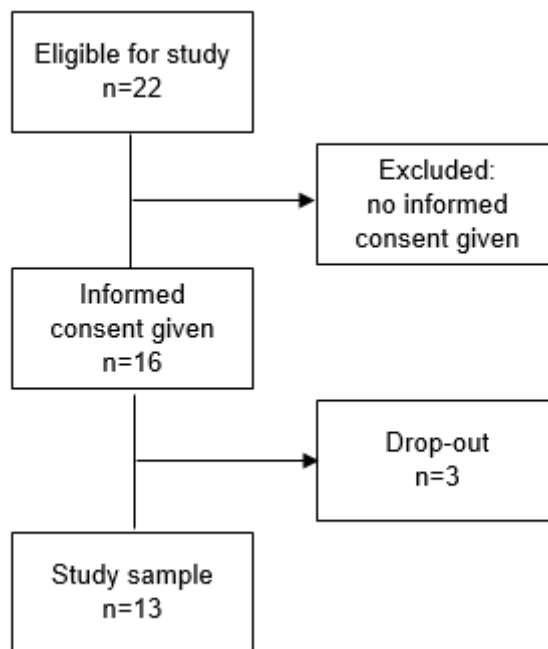 Eligible for study
n=22
Excluded:
no informed
consent given
Informed
consent given
n=16
Drop-out
n=3
Study sample
n=13